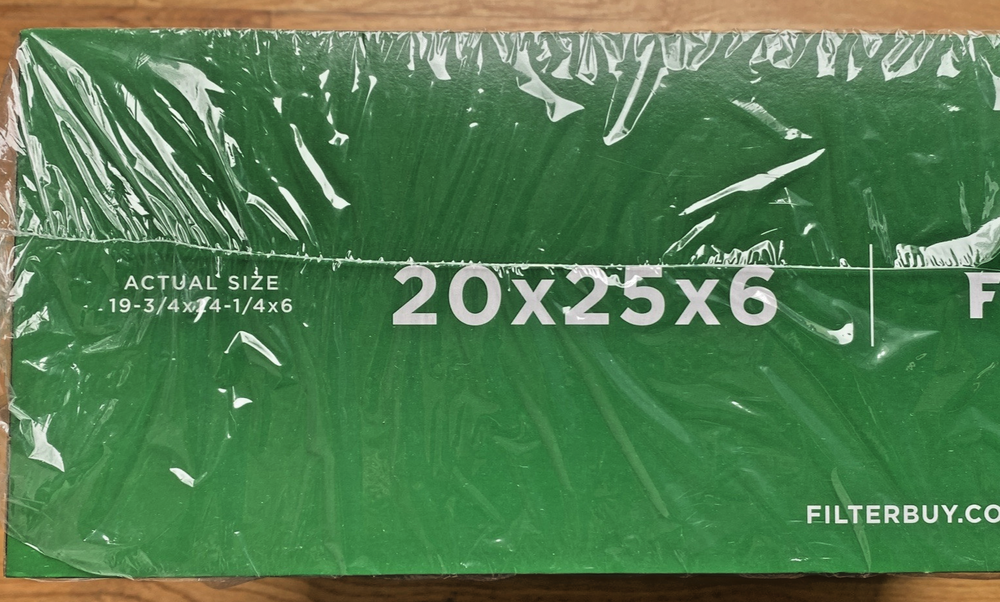 ACTUAL SIZE
19-3/4x24-1/4x6
20x25x6
F
FILTERBUY.CO